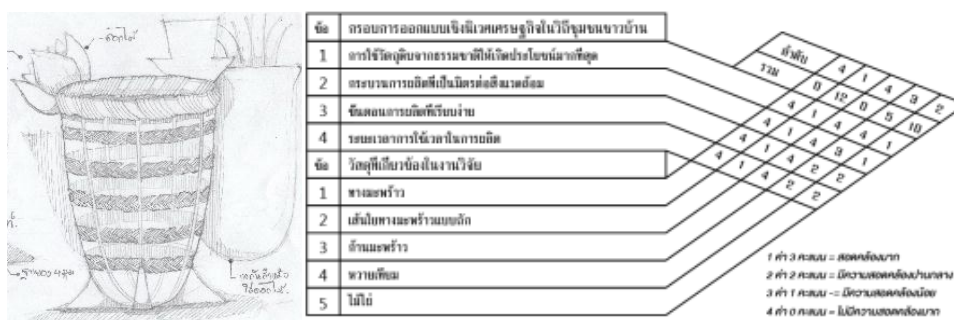 ดอกไม้
ข้อ กรอบการออกแบบเชิงนิเวศเศรษฐกิจในวิถีชุมชนชาวบ้าน
1 การใช้วัตถุดิบจากธรรมชาติให้เกิดประโยชน์มากที่สุด
2 กระบวนการผลิตที่เป็นมิตรต่อสิ่งแวดล้อม
3 ขั้นตอนการผลิตที่เรียบง่าย
4 ระยะเวลาการใช้เวลาในการผลิต
ข้อ วัสดุที่เกี่ยวข้องในงานวิจัย
1 ทางมะพร้าว
2 เส้นใยทางมะพร้าวแบบถัก
3 ก้านมะพร้าว
4 หวายเทียม
5 ไม้ไผ่
ลำดับ 4 1 4 3 2
รวม 0 12 0 5 10
4 1 4 4 1
4 1 4 3 1
4 1 4 2 2
4 1 4 2 2
1 ค่า 3 คะแนน = สอดคล้องมาก
2 ค่า 2 คะแนน = มีความสอดคล้องปานกลาง
3 ค่า 1 คะแนน -= มีความสอดคล้องน้อย
4 ค่า 0 คะแนน = ไม่มีความสอดคล้องมาก